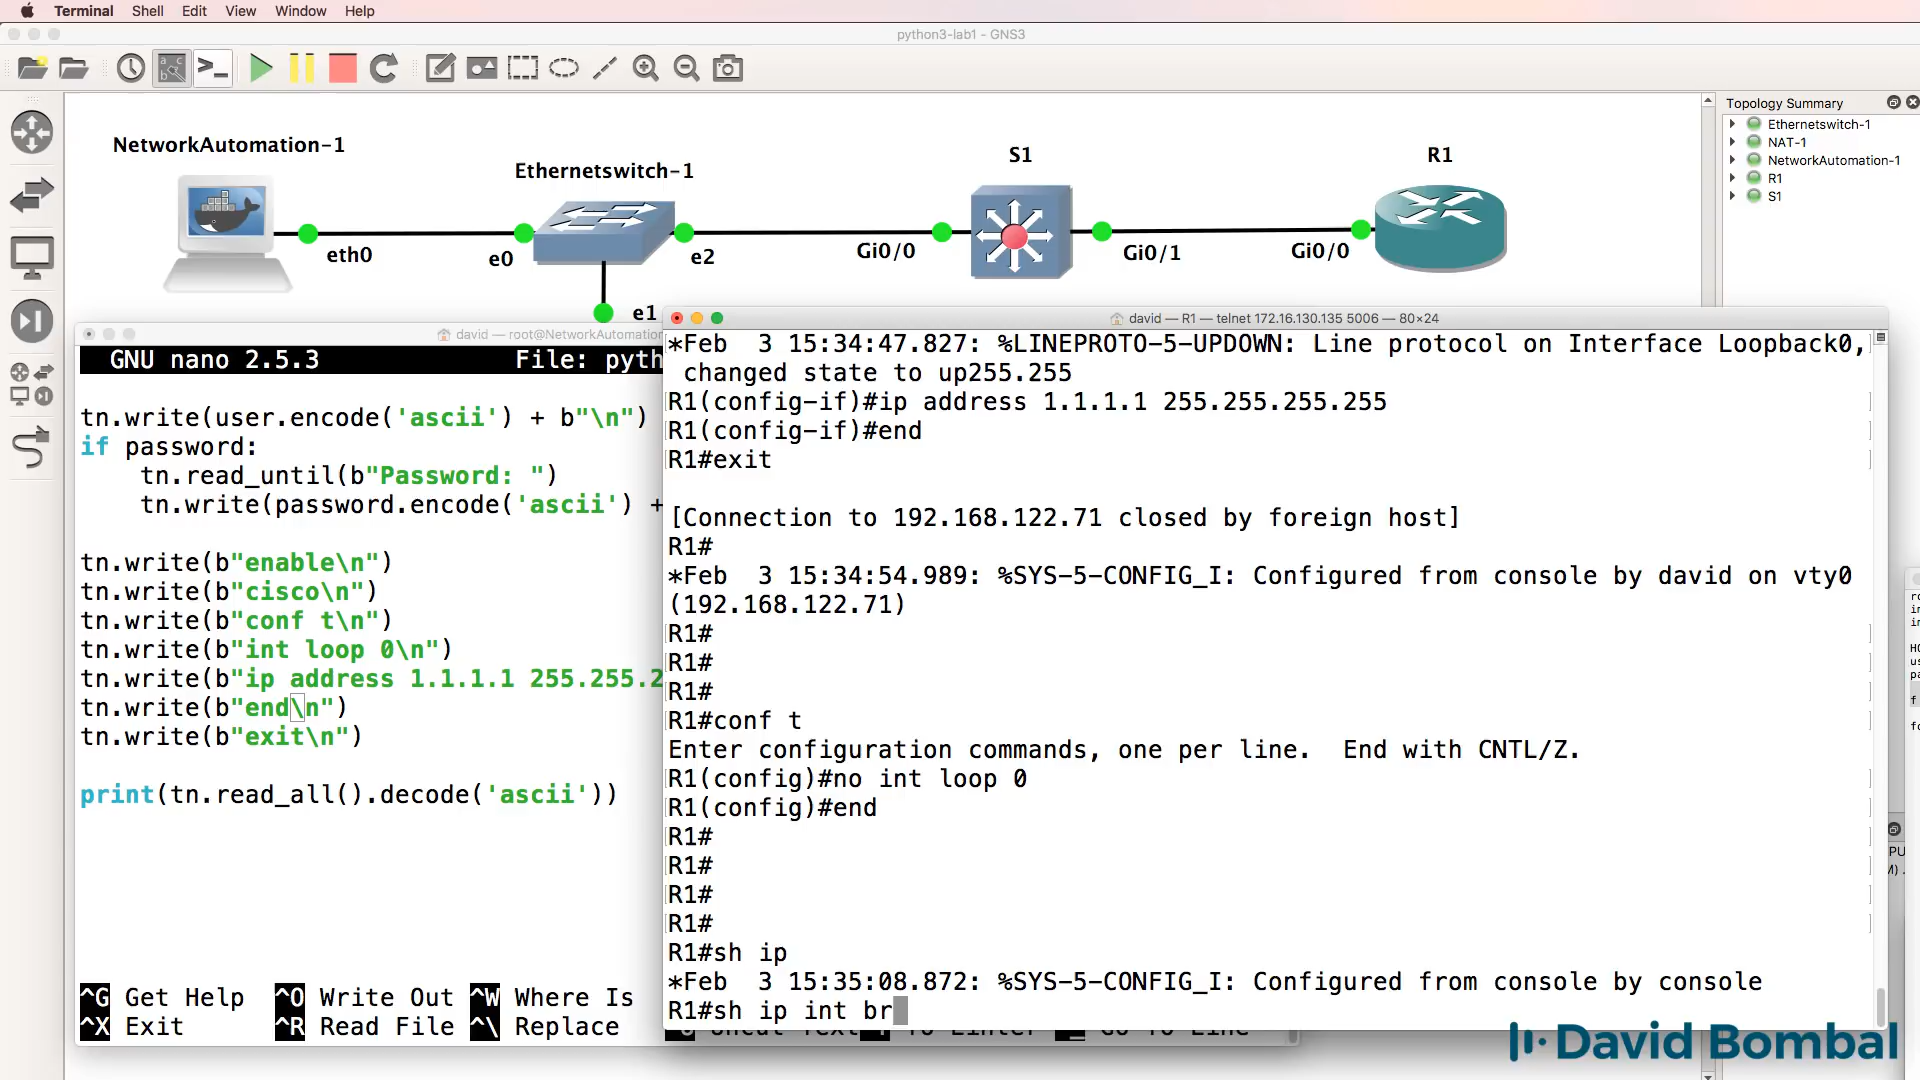 Terminal Shell Edit View Window Help
python3-lab1 - GNS3
Topology Summary
Ethernetswitch-1
NAT-1
NetworkAutomation-1
R1
S1
NetworkAutomation-1
Ethernetswitch-1
S1
R1
eth0
e0
e2
Gi0/0
Gi0/1
Gi0/0
e1
david — root@NetworkAutomation
GNU nano 2.5.3 File: pyth
tn.write(user.encode('ascii') + b"\n")
if password:
tn.read_until(b"Password: ")
tn.write(password.encode('ascii') +
tn.write(b"enable\n")
tn.write(b"cisco\n")
tn.write(b"conf t\n")
tn.write(b"int loop 0\n")
tn.write(b"ip address 1.1.1.1 255.255.2
tn.write(b"end\n")
tn.write(b"exit\n")
print(tn.read_all().decode('ascii'))
^G Get Help ^O Write Out ^W Where Is
^X Exit ^R Read File ^\ Replace
david — R1 — telnet 172.16.130.135 5006 — 80×24
*Feb  3 15:34:47.827: %LINEPROTO-5-UPDOWN: Line protocol on Interface Loopback0,
changed state to up255.255
R1(config-if)#ip address 1.1.1.1 255.255.255.255
R1(config-if)#end
R1#exit
[Connection to 192.168.122.71 closed by foreign host]
R1#
*Feb  3 15:34:54.989: %SYS-5-CONFIG_I: Configured from console by david on vty0
(192.168.122.71)
R1#
R1#
R1#
R1#conf t
Enter configuration commands, one per line.  End with CNTL/Z.
R1(config)#no int loop 0
R1(config)#end
R1#
R1#
R1#
R1#
R1#sh ip
*Feb  3 15:35:08.872: %SYS-5-CONFIG_I: Configured from console by console
R1#sh ip int br
David Bombal